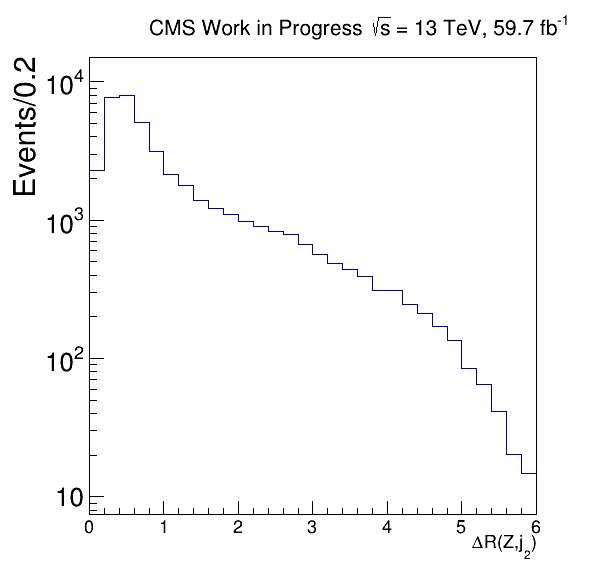 CMS Work in Progress √s = 13 TeV, 59.7 fb⁻¹
Events/0.2
10⁴
10³
10²
10
0 1 2 3 4 5 6
ΔR(Z,j₂)